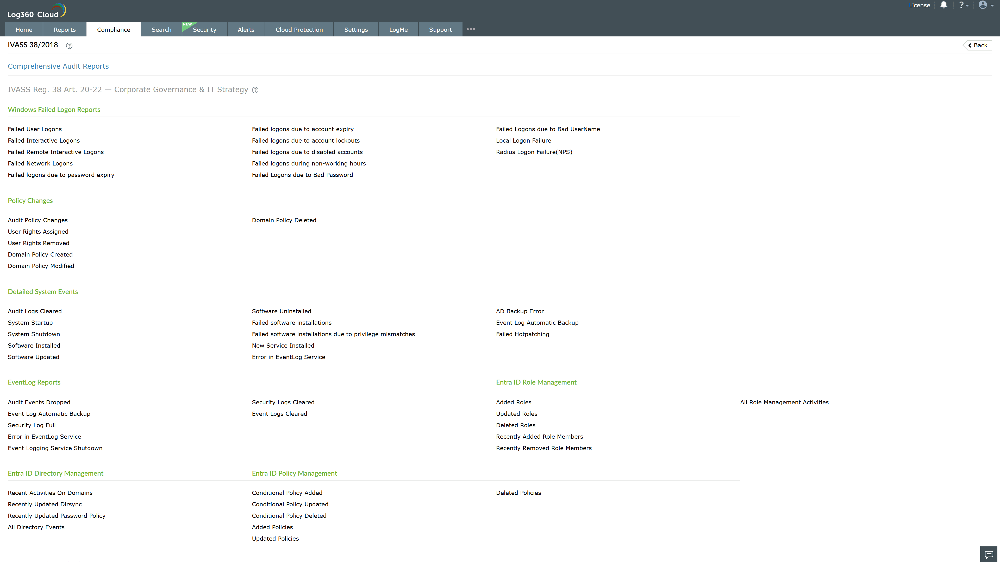 Log360 Cloud
License
Home Reports Compliance Search NEW Security Alerts Cloud Protection Settings LogMe Support
IVASS 38/2018
Back
Comprehensive Audit Reports
IVASS Reg. 38 Art. 20-22 — Corporate Governance & IT Strategy
Windows Failed Logon Reports
Failed User Logons
Failed Interactive Logons
Failed Remote Interactive Logons
Failed Network Logons
Failed logons due to password expiry
Failed logons due to account expiry
Failed logons due to account lockouts
Failed logons due to disabled accounts
Failed logons during non-working hours
Failed Logons due to Bad Password
Failed Logons due to Bad UserName
Local Logon Failure
Radius Logon Failure(NPS)
Policy Changes
Audit Policy Changes
User Rights Assigned
User Rights Removed
Domain Policy Created
Domain Policy Modified
Domain Policy Deleted
Detailed System Events
Audit Logs Cleared
System Startup
System Shutdown
Software Installed
Software Updated
Software Uninstalled
Failed software installations
Failed software installations due to privilege mismatches
New Service Installed
Error in EventLog Service
AD Backup Error
Event Log Automatic Backup
Failed Hotpatching
EventLog Reports
Audit Events Dropped
Event Log Automatic Backup
Security Log Full
Error in EventLog Service
Event Logging Service Shutdown
Security Logs Cleared
Event Logs Cleared
Entra ID Role Management
Added Roles
Updated Roles
Deleted Roles
Recently Added Role Members
Recently Removed Role Members
All Role Management Activities
Entra ID Directory Management
Recent Activities On Domains
Recently Updated Dirsync
Recently Updated Password Policy
All Directory Events
Entra ID Policy Management
Conditional Policy Added
Conditional Policy Updated
Conditional Policy Deleted
Added Policies
Updated Policies
Deleted Policies